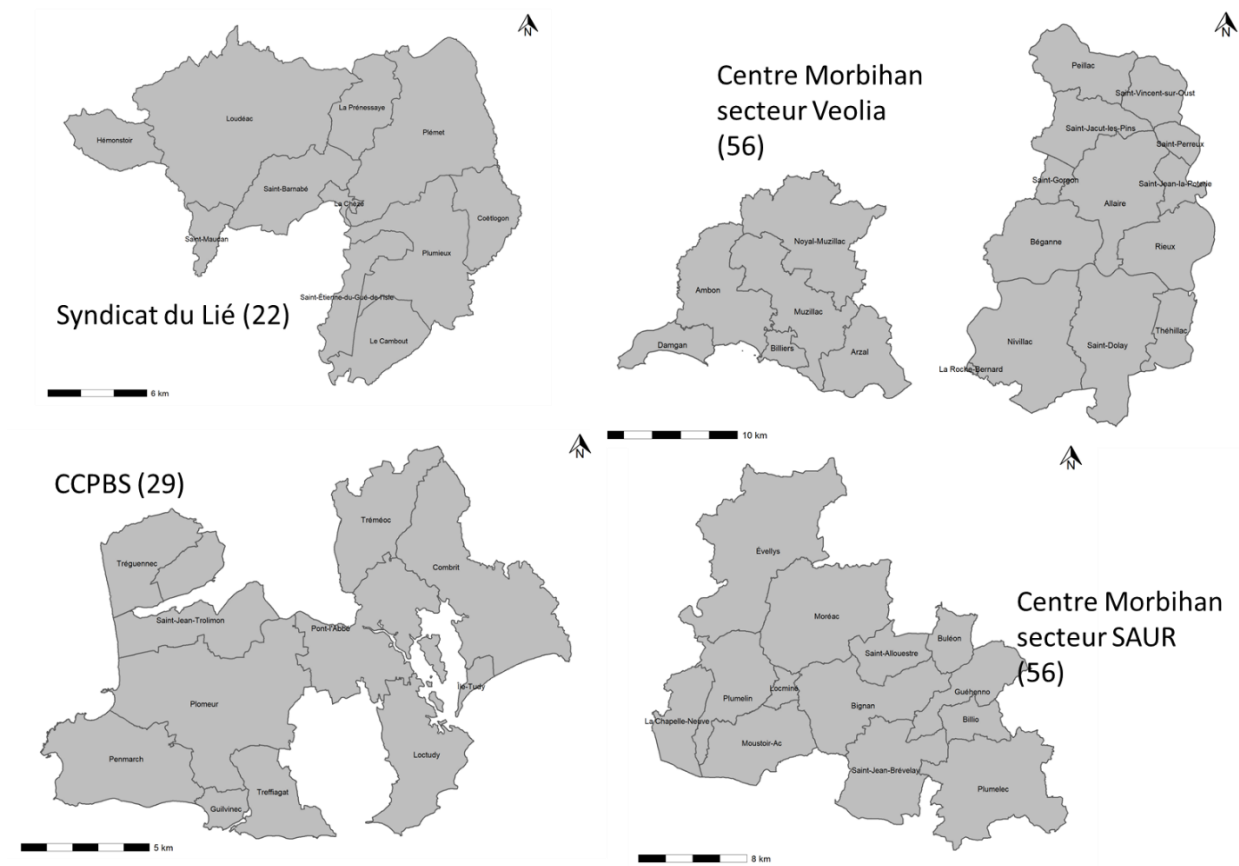 N
La Prénessaye
Loudéac
Plémet
Hémonstoir
Saint-Barnabé
La Chèze
Coëtlogon
Saint-Maudan
Plumieux
Saint-Étienne-du-Gué-de-l'Isle
Le Cambout
Syndicat du Lié (22)
6 km
N
Centre Morbihan
secteur Veolia
(56)
Peillac
Saint-Vincent-sur-Oust
Saint-Jacut-les-Pins
Saint-Perreux
Saint-Gorgon
Saint-Jean-la-Poterie
Allaire
Béganne
Rieux
Noyal-Muzillac
Ambon
Muzillac
Damgan
Billiers
Arzal
Nivillac
Saint-Dolay
Théhillac
La Roche-Bernard
10 km
N
CCPBS (29)
Tréméoc
Tréguennec
Combrit
Saint-Jean-Trolimon
Pont-l'Abbé
Île-Tudy
Plomeur
Penmarch
Loctudy
Treffiagat
Guilvinec
5 km
N
Centre Morbihan
secteur SAUR
(56)
Évellys
Moréac
Buléon
Saint-Allouestre
Locminé
Guéhenno
Plumelin
Bignan
La Chapelle-Neuve
Billio
Moustoir-Ac
Saint-Jean-Brévelay
Plumelec
8 km